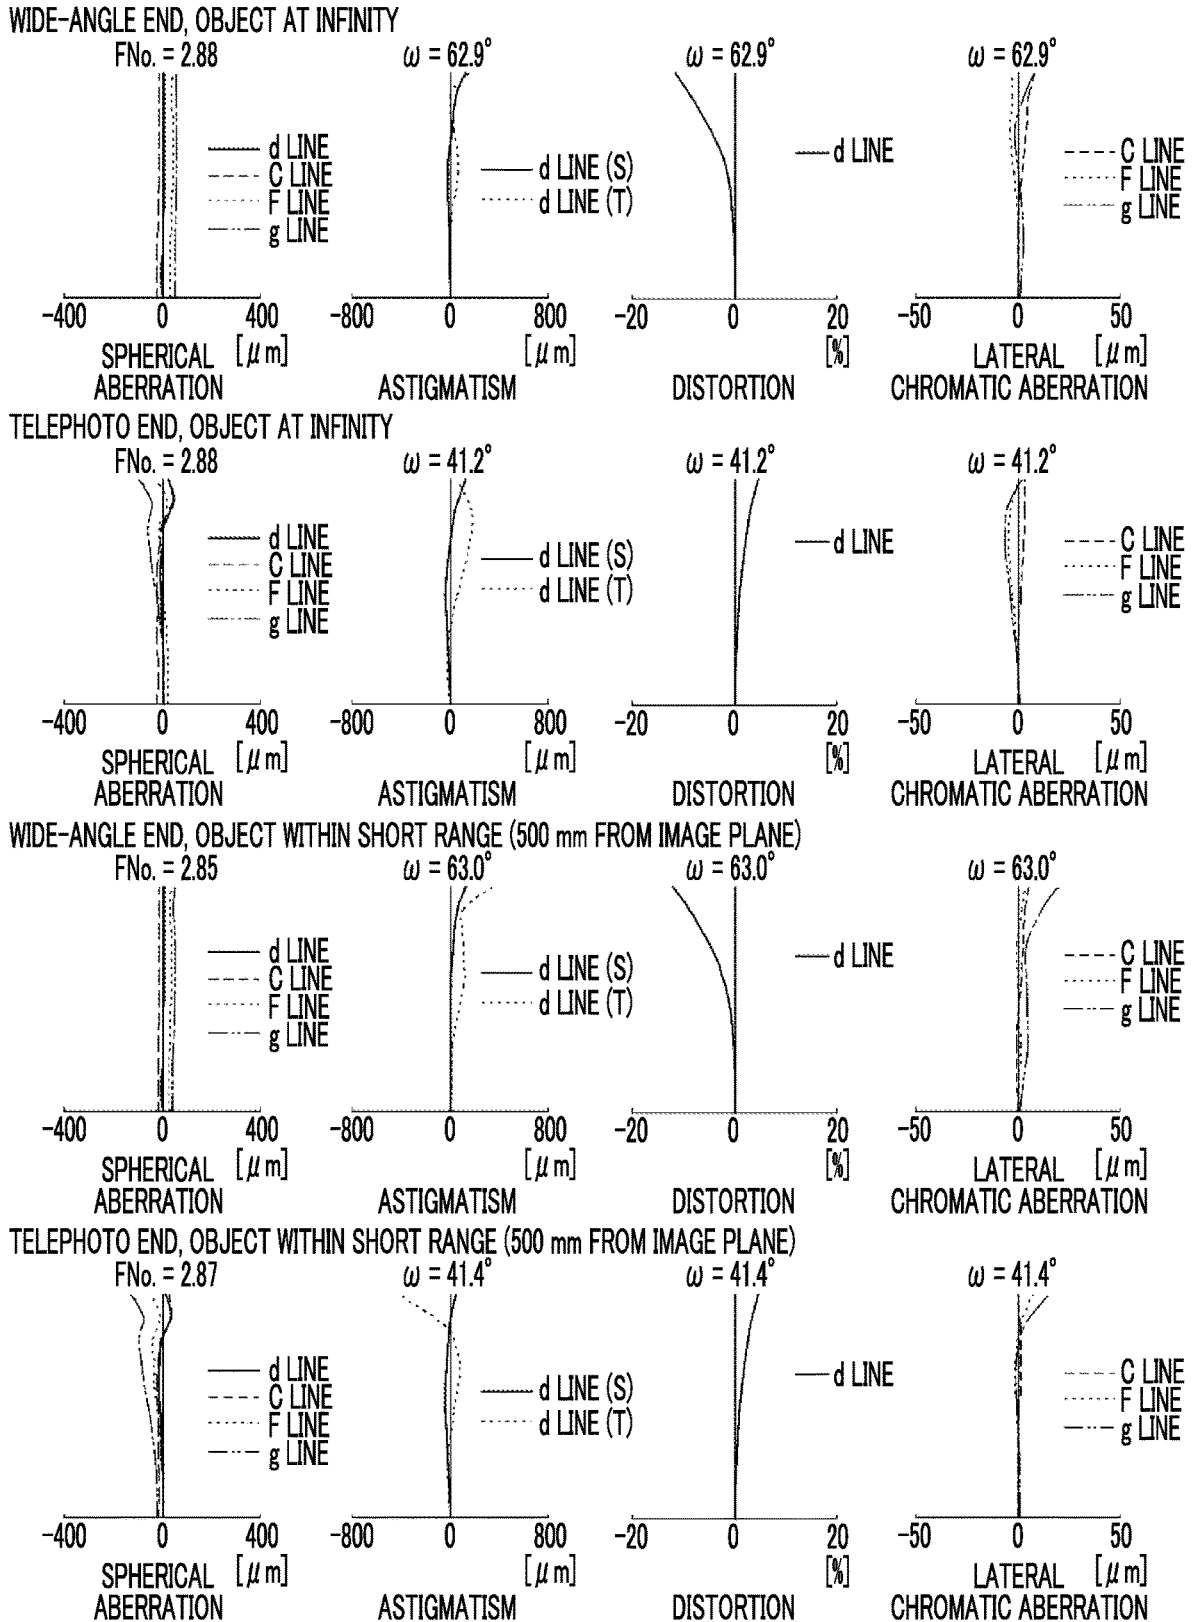 WIDE-ANGLE END, OBJECT AT INFINITY
FNo. = 2.88
d LINE
C LINE
F LINE
g LINE
-400 0 400
[μm]
SPHERICAL
ABERRATION
ω = 62.9°
d LINE (S)
d LINE (T)
-800 0 800
[μm]
ASTIGMATISM
ω = 62.9°
d LINE
-20 0 20
[%]
DISTORTION
ω = 62.9°
C LINE
F LINE
g LINE
-50 0 50
[μm]
LATERAL
CHROMATIC ABERRATION
TELEPHOTO END, OBJECT AT INFINITY
FNo. = 2.88
d LINE
C LINE
F LINE
g LINE
-400 0 400
[μm]
SPHERICAL
ABERRATION
ω = 41.2°
d LINE (S)
d LINE (T)
-800 0 800
[μm]
ASTIGMATISM
ω = 41.2°
d LINE
-20 0 20
[%]
DISTORTION
ω = 41.2°
C LINE
F LINE
g LINE
-50 0 50
[μm]
LATERAL
CHROMATIC ABERRATION
WIDE-ANGLE END, OBJECT WITHIN SHORT RANGE (500 mm FROM IMAGE PLANE)
FNo. = 2.85
d LINE
C LINE
F LINE
g LINE
-400 0 400
[μm]
SPHERICAL
ABERRATION
ω = 63.0°
d LINE (S)
d LINE (T)
-800 0 800
[μm]
ASTIGMATISM
ω = 63.0°
d LINE
-20 0 20
[%]
DISTORTION
ω = 63.0°
C LINE
F LINE
g LINE
-50 0 50
[μm]
LATERAL
CHROMATIC ABERRATION
TELEPHOTO END, OBJECT WITHIN SHORT RANGE (500 mm FROM IMAGE PLANE)
FNo. = 2.87
d LINE
C LINE
F LINE
g LINE
-400 0 400
[μm]
SPHERICAL
ABERRATION
ω = 41.4°
d LINE (S)
d LINE (T)
-800 0 800
[μm]
ASTIGMATISM
ω = 41.4°
d LINE
-20 0 20
[%]
DISTORTION
ω = 41.4°
C LINE
F LINE
g LINE
-50 0 50
[μm]
LATERAL
CHROMATIC ABERRATION